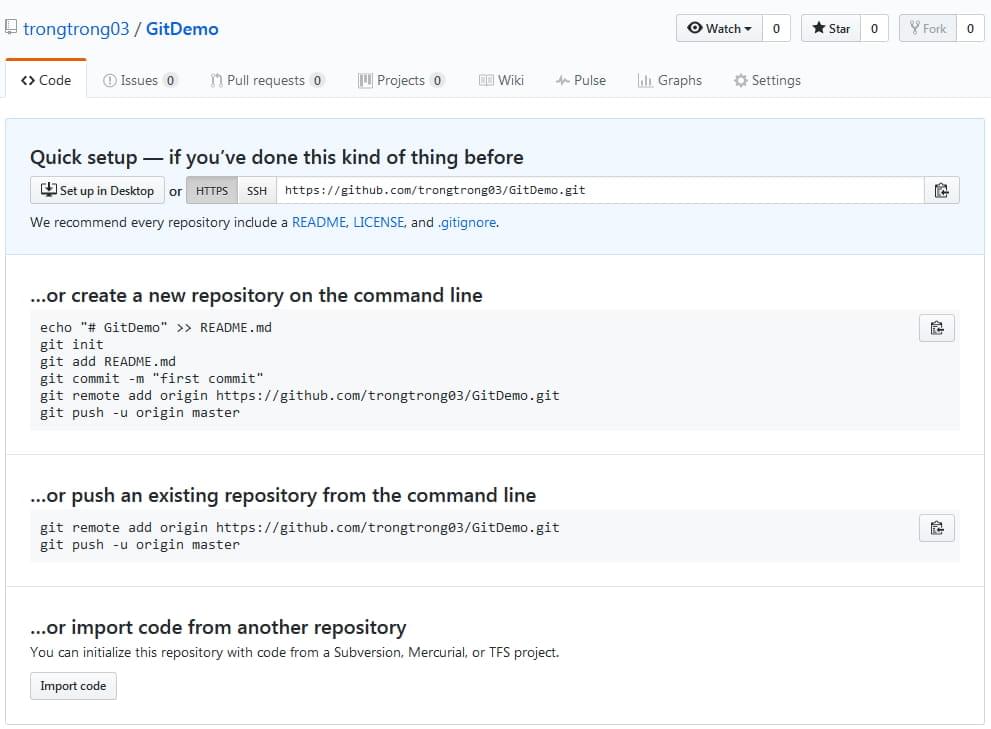 trongtrong03 / GitDemo
Watch 0 Star 0 Fork 0
Code Issues 0 Pull requests 0 Projects 0 Wiki Pulse Graphs Settings
Quick setup — if you’ve done this kind of thing before
Set up in Desktop or HTTPS SSH https://github.com/trongtrong03/GitDemo.git
We recommend every repository include a README, LICENSE, and .gitignore.
…or create a new repository on the command line
echo "# GitDemo" >> README.md
git init
git add README.md
git commit -m "first commit"
git remote add origin https://github.com/trongtrong03/GitDemo.git
git push -u origin master
…or push an existing repository from the command line
git remote add origin https://github.com/trongtrong03/GitDemo.git
git push -u origin master
…or import code from another repository
You can initialize this repository with code from a Subversion, Mercurial, or TFS project.
Import code